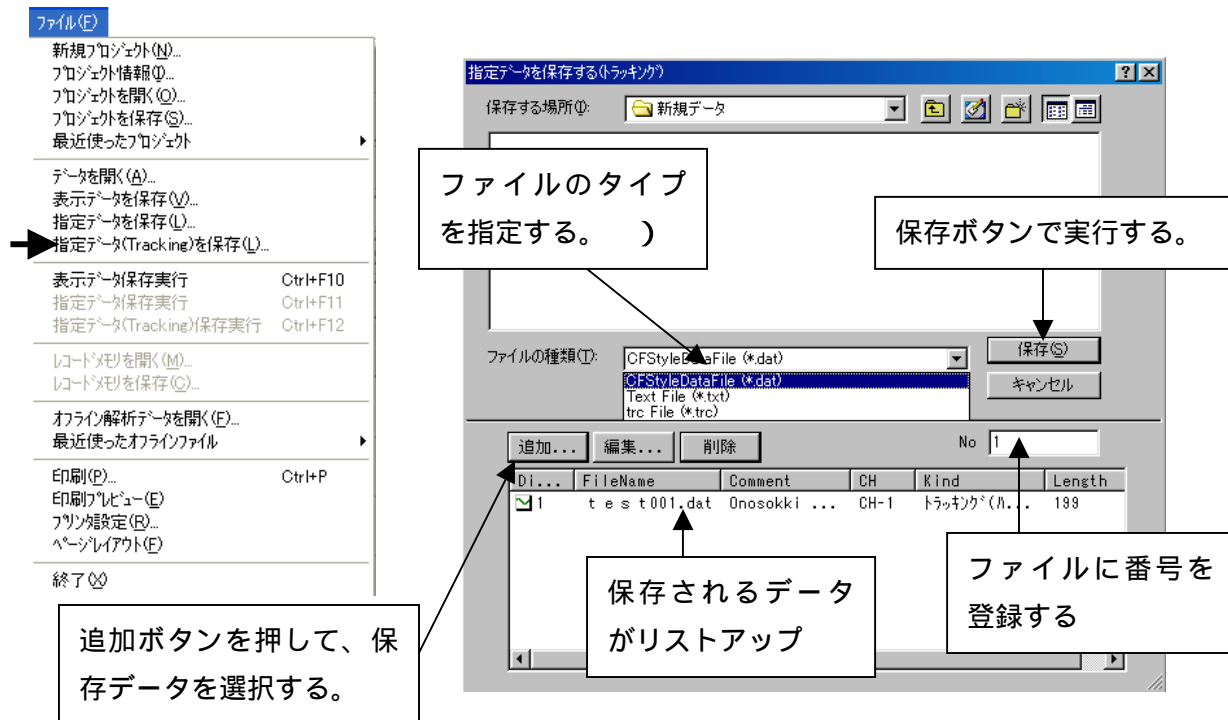 ファイル(F)
新規プロジェクト(N)...
プロジェクト情報(I)...
プロジェクトを開く(O)...
プロジェクトを保存(S)...
最近使ったプロジェクト
データを開く(A)...
表示データを保存(V)...
指定データを保存(L)...
指定データ(Tracking)を保存(L)...
表示データ保存実行 Ctrl+F10
指定データ保存実行 Ctrl+F11
指定データ(Tracking)保存実行 Ctrl+F12
レコードメモリを開く(M)...
レコードメモリを保存(C)...
オフライン解析データを開く(F)...
最近使ったオフラインファイル
印刷(P)... Ctrl+P
印刷プレビュー(E)
プリンタ設定(R)...
ページレイアウト(F)
終了(X)
指定データを保存する(トラッキング)
保存する場所(I):
新規データ
ファイルのタイプ
を指定する。 )
保存ボタンで実行する。
ファイルの種類(T):
CFStyleDataFile (*.dat)
CFStyleDataFile (*.dat)
Text File (*.txt)
trc File (*.trc)
保存(S)
キャンセル
追加... 編集... 削除
No 1
Di... FileName Comment CH Kind Length
1 test001.dat Onosokki ... CH-1 トラッキング(ハ... 199
保存されるデータ
がリストアップ
ファイルに番号を
登録する
追加ボタンを押して、保
存データを選択する。